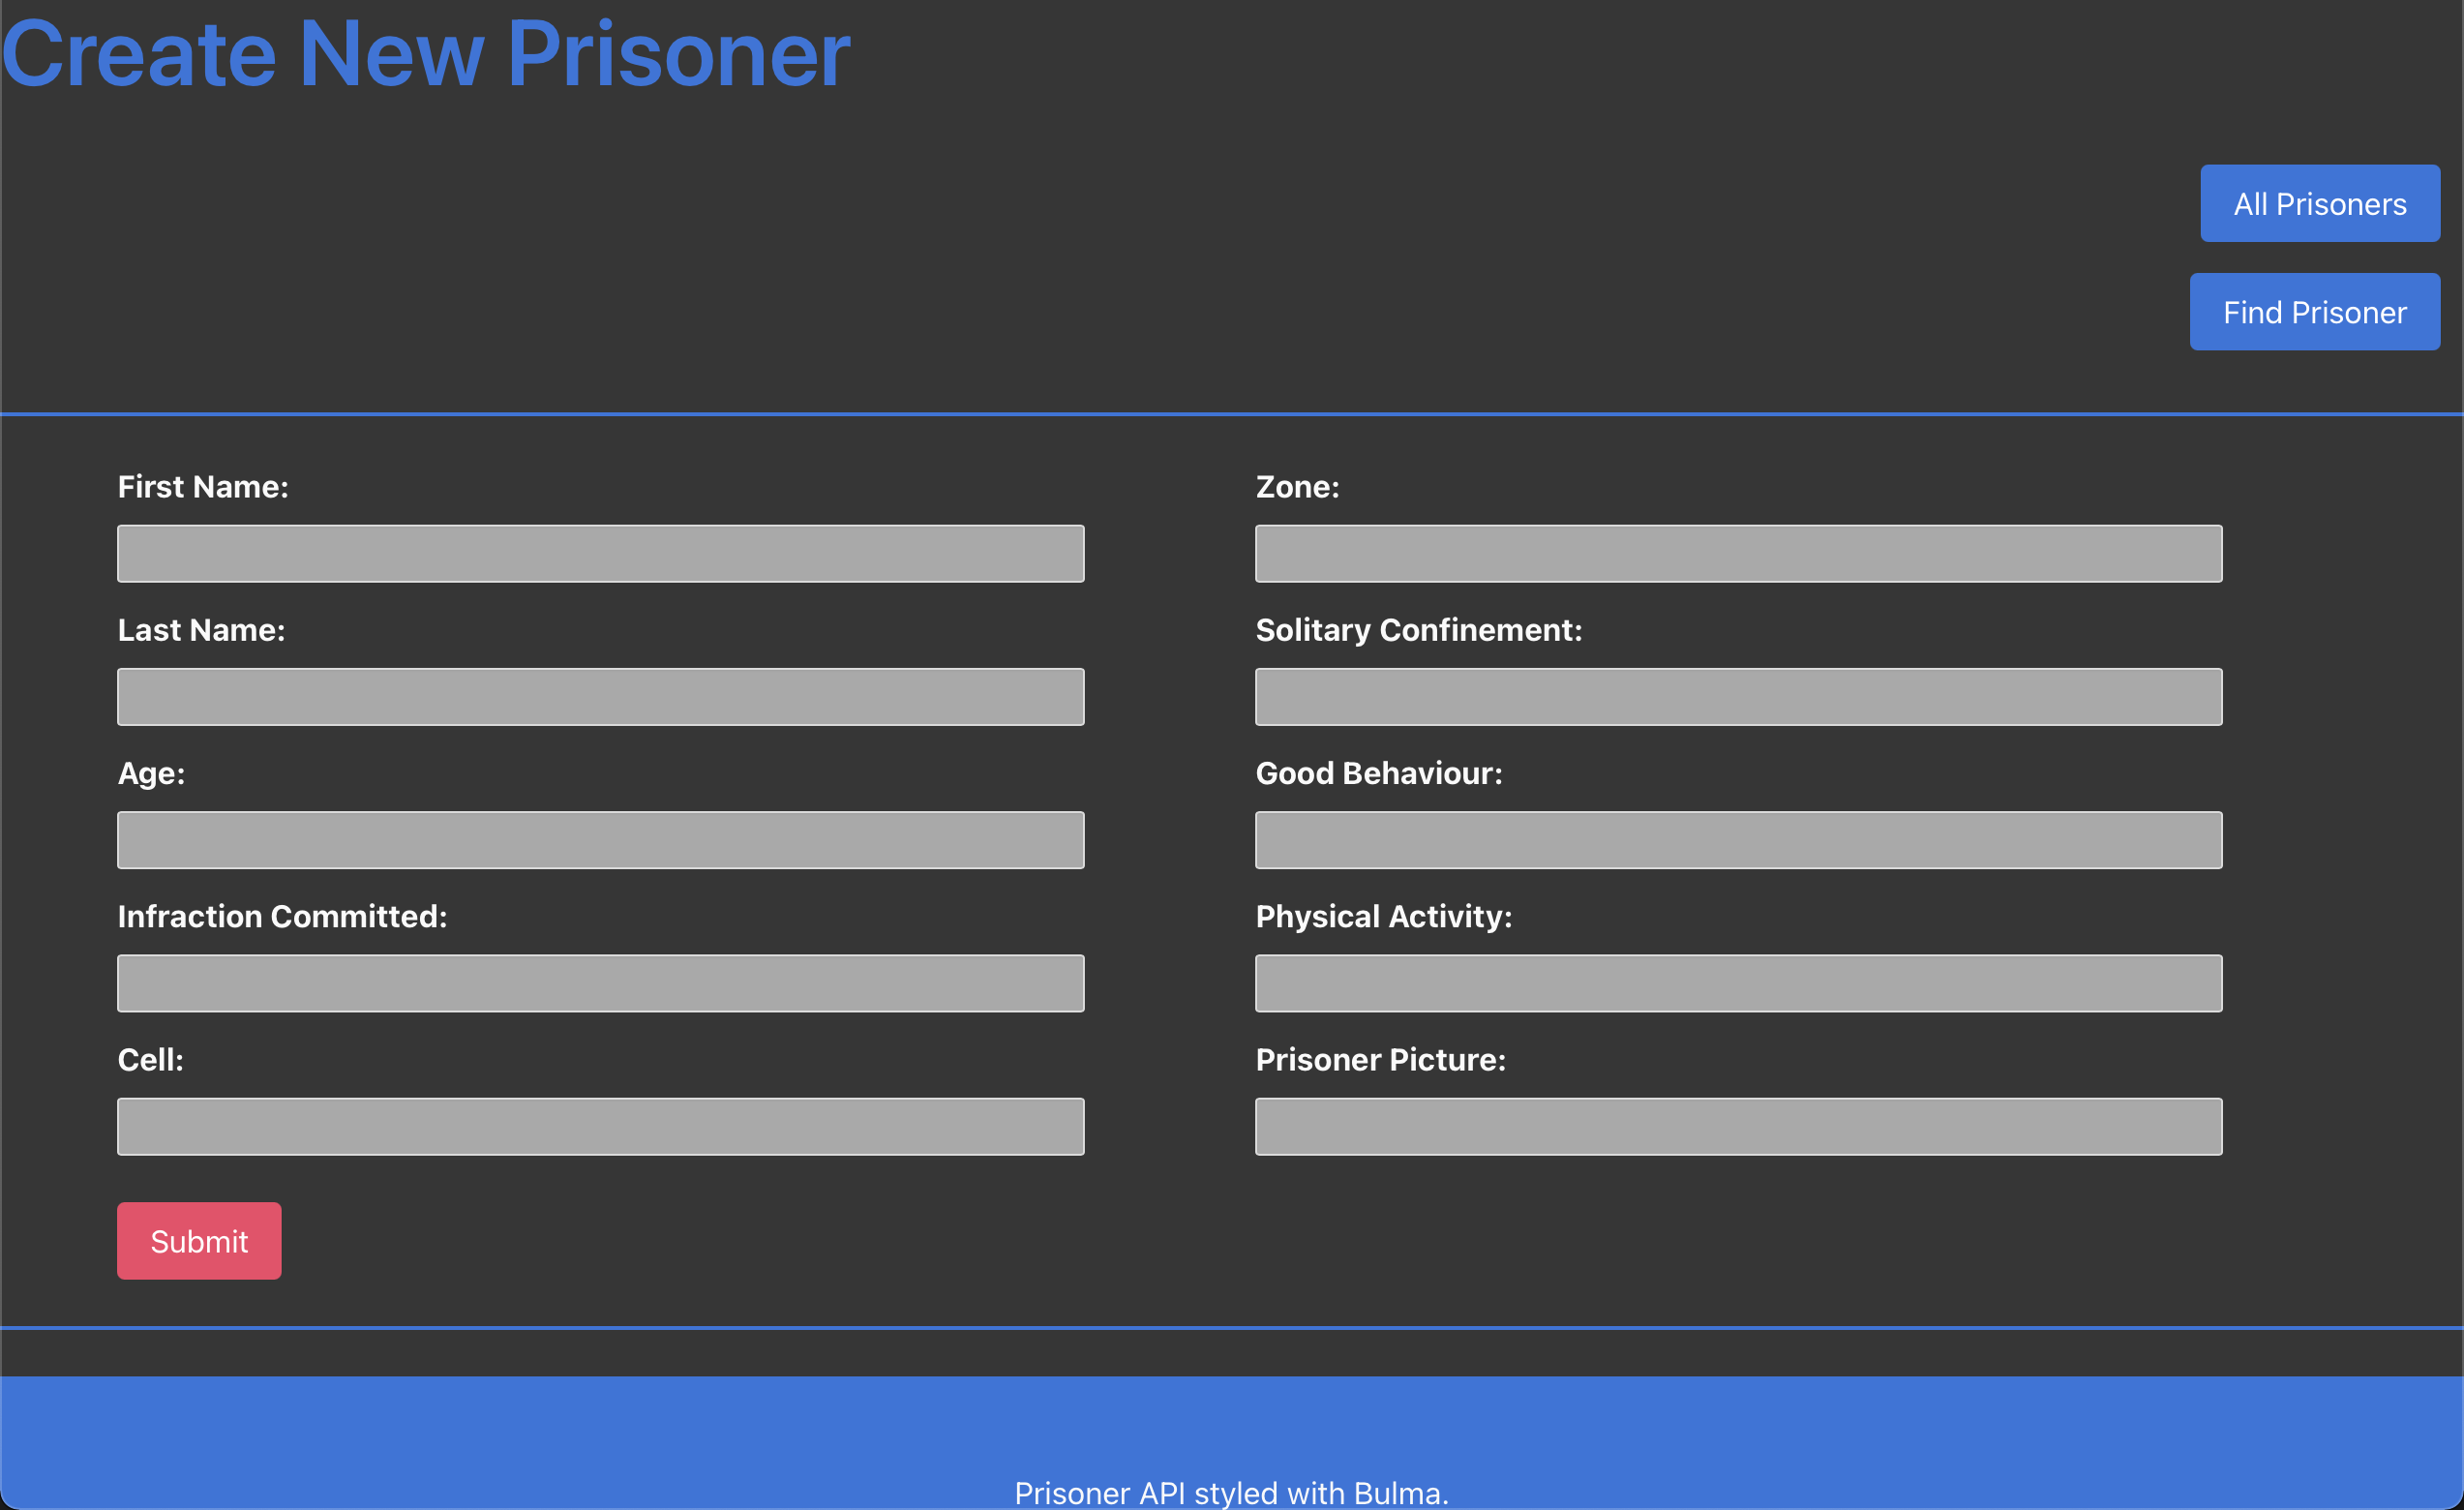 Create New Prisoner
All Prisoners
Find Prisoner
First Name:
Last Name:
Age:
Infraction Committed:
Cell:
Zone:
Solitary Confinement:
Good Behaviour:
Physical Activity:
Prisoner Picture:
Submit
Prisoner API styled with Bulma.